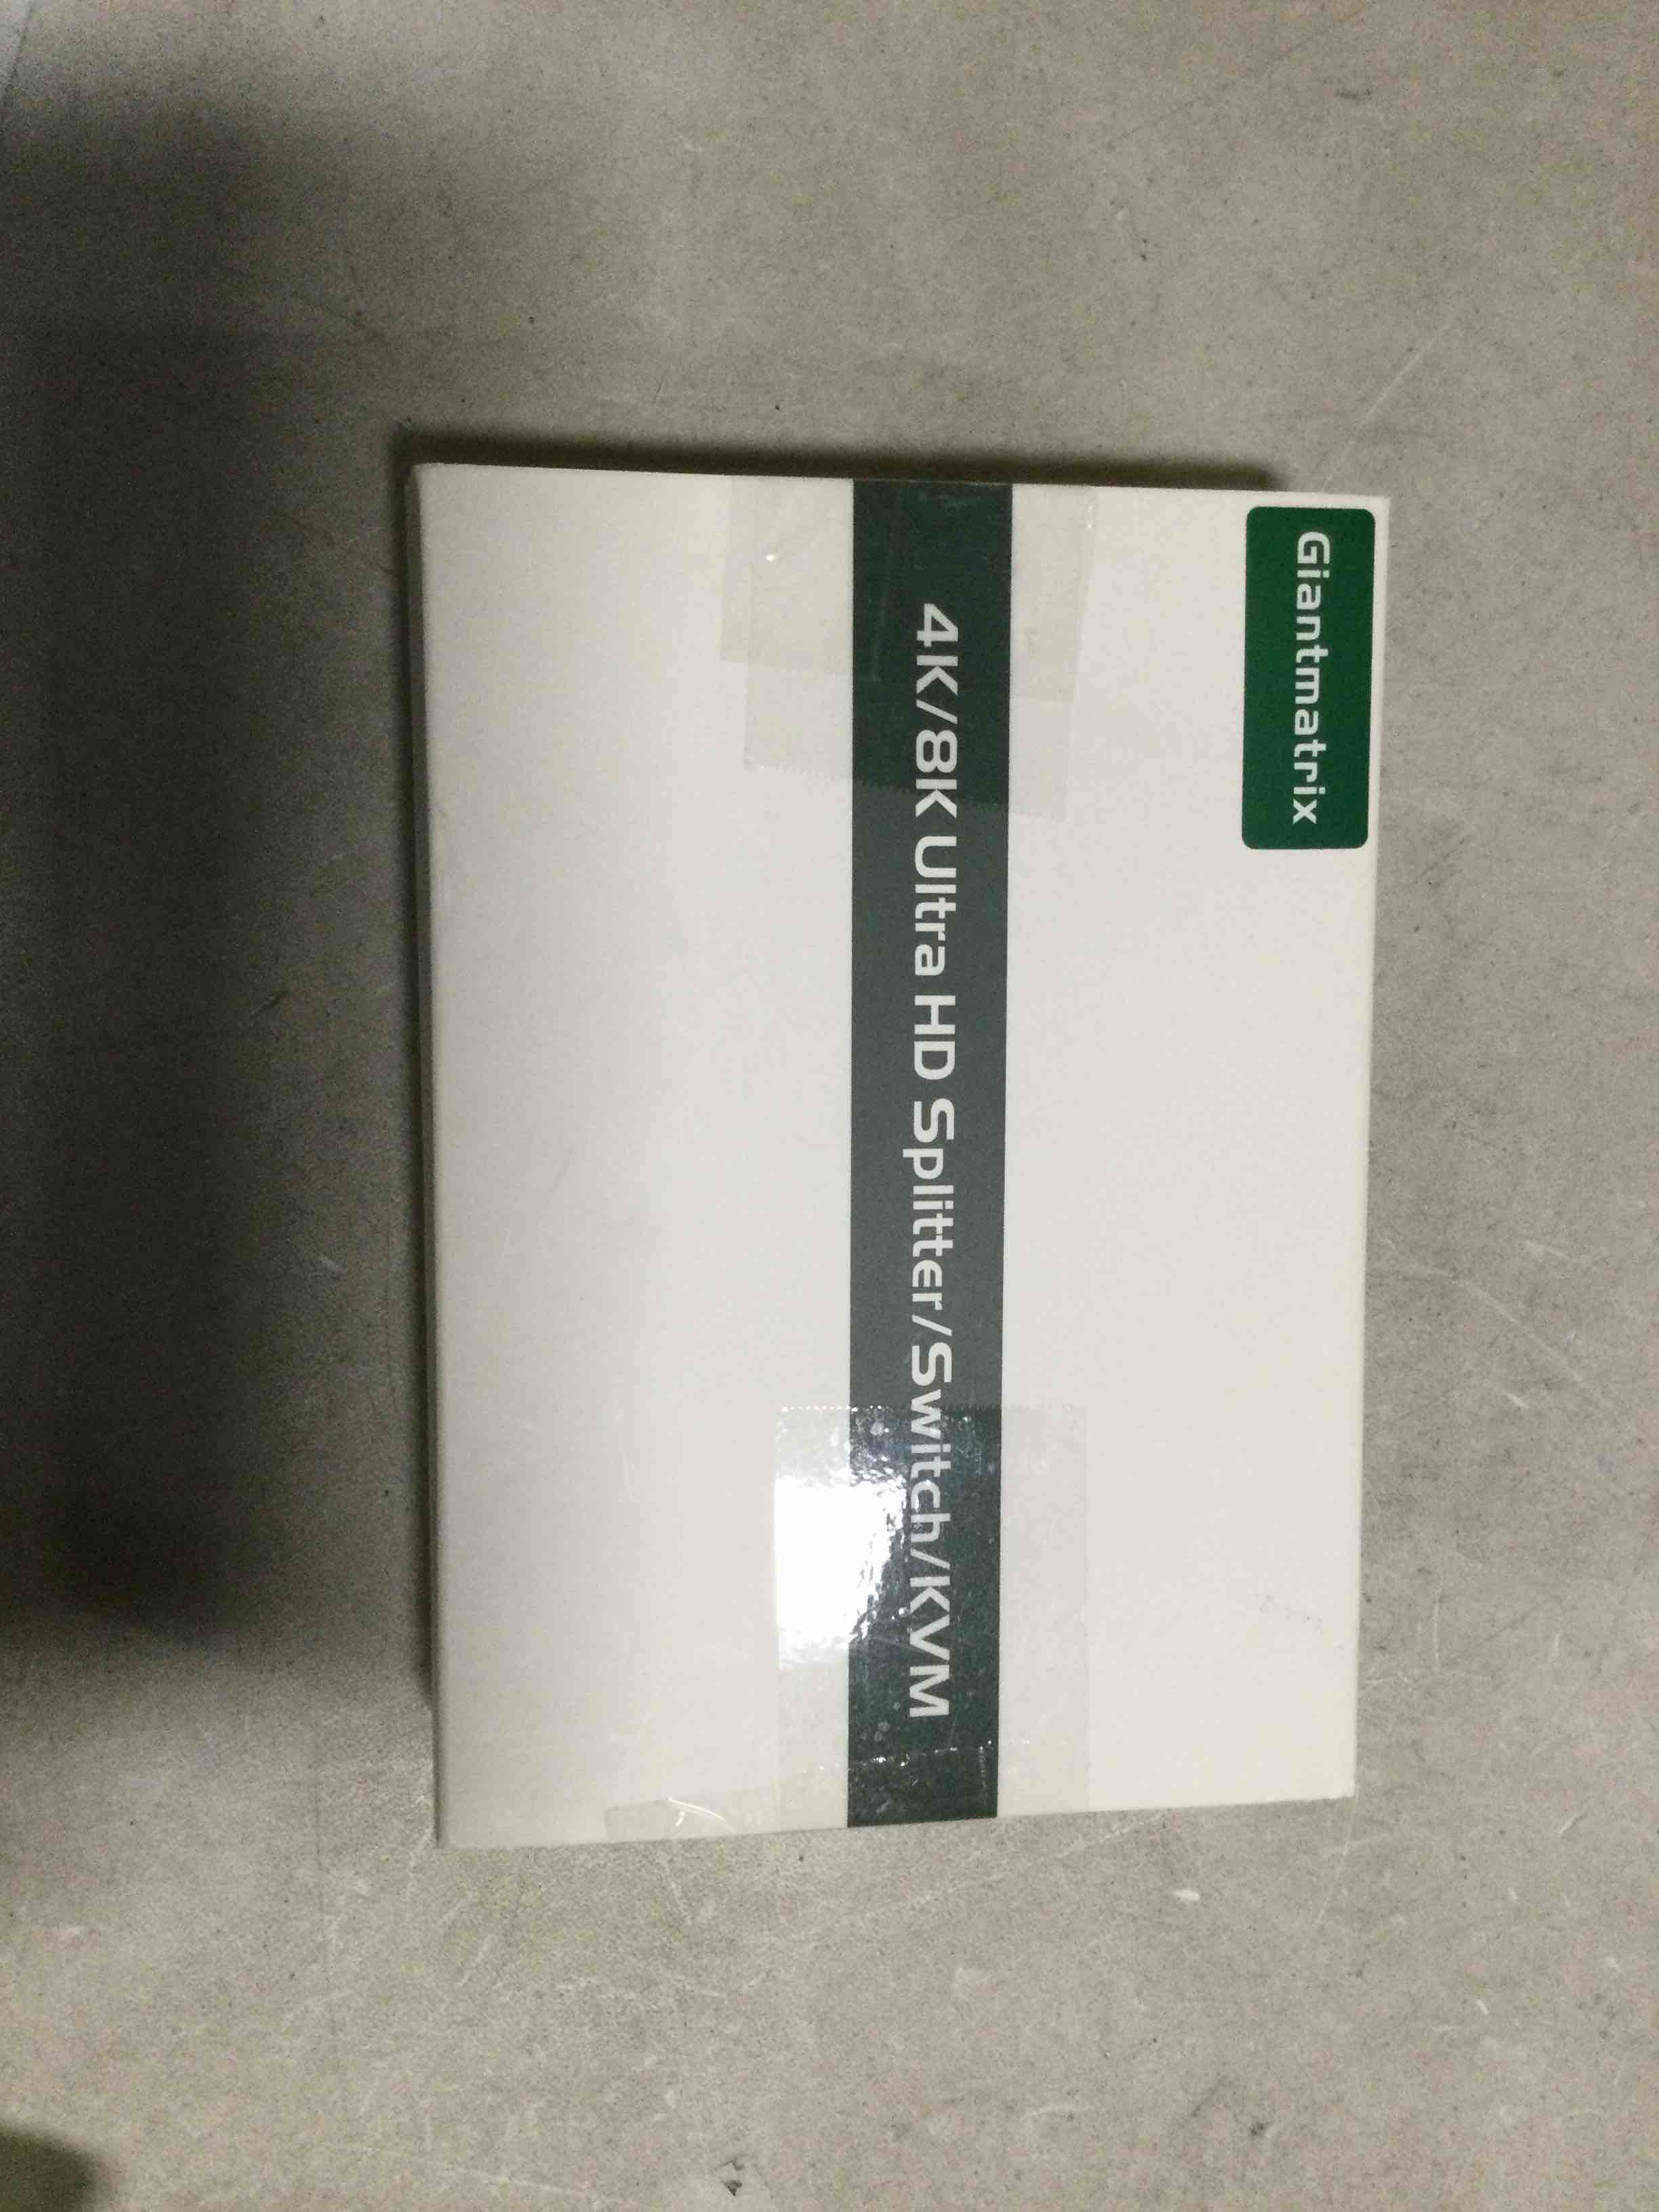 Giantmatrix
4K/8K Ultra HD Splitter/Switch/KVM